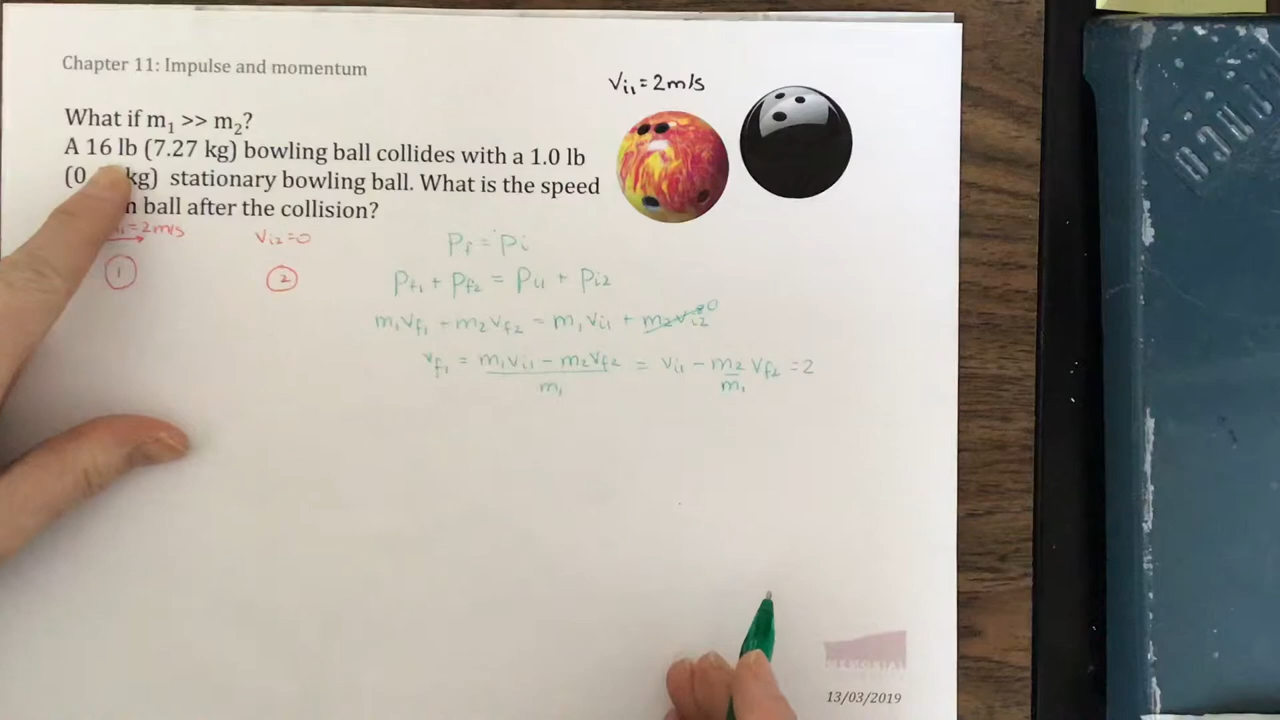 Chapter 11: Impulse and momentum
Vi1 = 2m/s
What if m1 >> m2?
A 16 lb (7.27 kg) bowling ball collides with a 1.0 lb
(0 kg) stationary bowling ball. What is the speed
ball after the collision?
= 2m/s Vi2 = 0
1 2
Pf = Pi
Pf1 + Pf2 = Pi1 + Pi2
m1Vf1 + m2Vf2 = m1Vi1 + m2Vi2 0
Vf1 = m1Vi1 - m2Vf2 / m1 = Vi1 - m2/m1 Vf2 = 2
13/03/2019